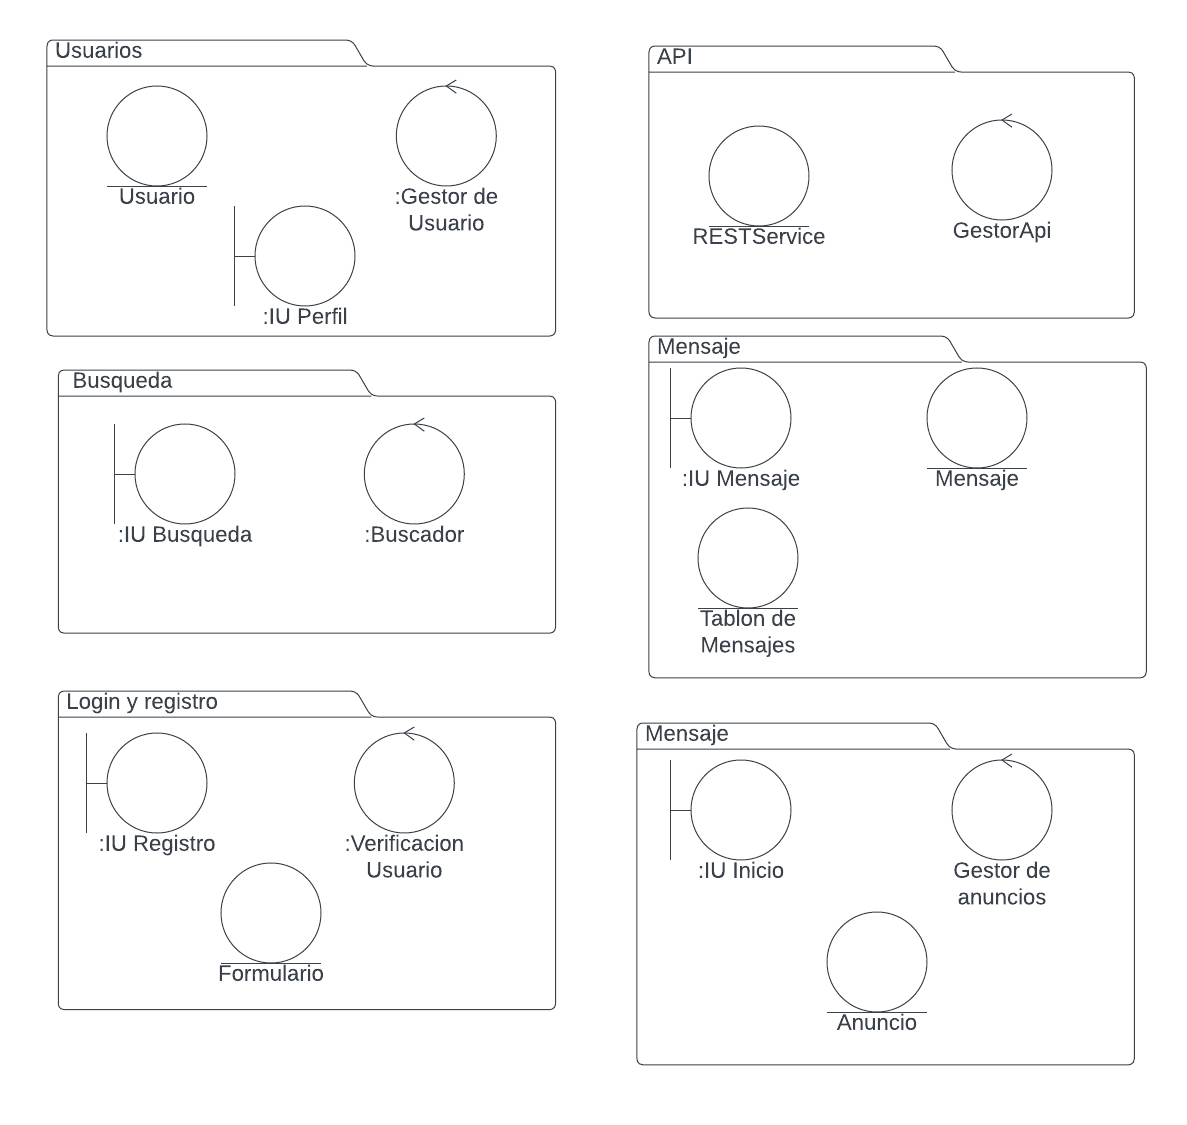 Usuarios
Usuario
:Gestor de
Usuario
:IU Perfil
API
RESTService
GestorApi
Busqueda
:IU Busqueda
:Buscador
Mensaje
:IU Mensaje
Mensaje
Tablon de
Mensajes
Login y registro
:IU Registro
:Verificacion
Usuario
Formulario
Mensaje
:IU Inicio
Gestor de
anuncios
Anuncio